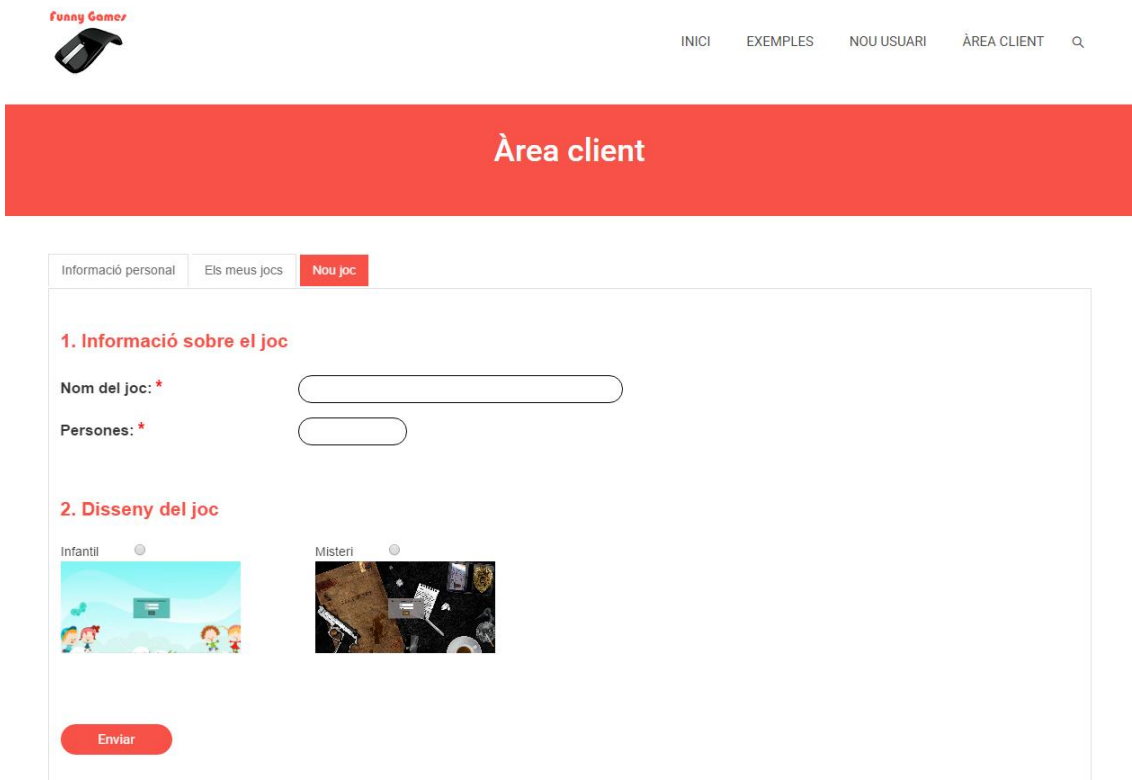 Funny Games
INICI EXEMPLES NOU USUARI ÀREA CLIENT
Àrea client
Informació personal Els meus jocs Nou joc
1. Informació sobre el joc
Nom del joc: *
Persones: *
2. Disseny del joc
Infantil Misteri
Enviar